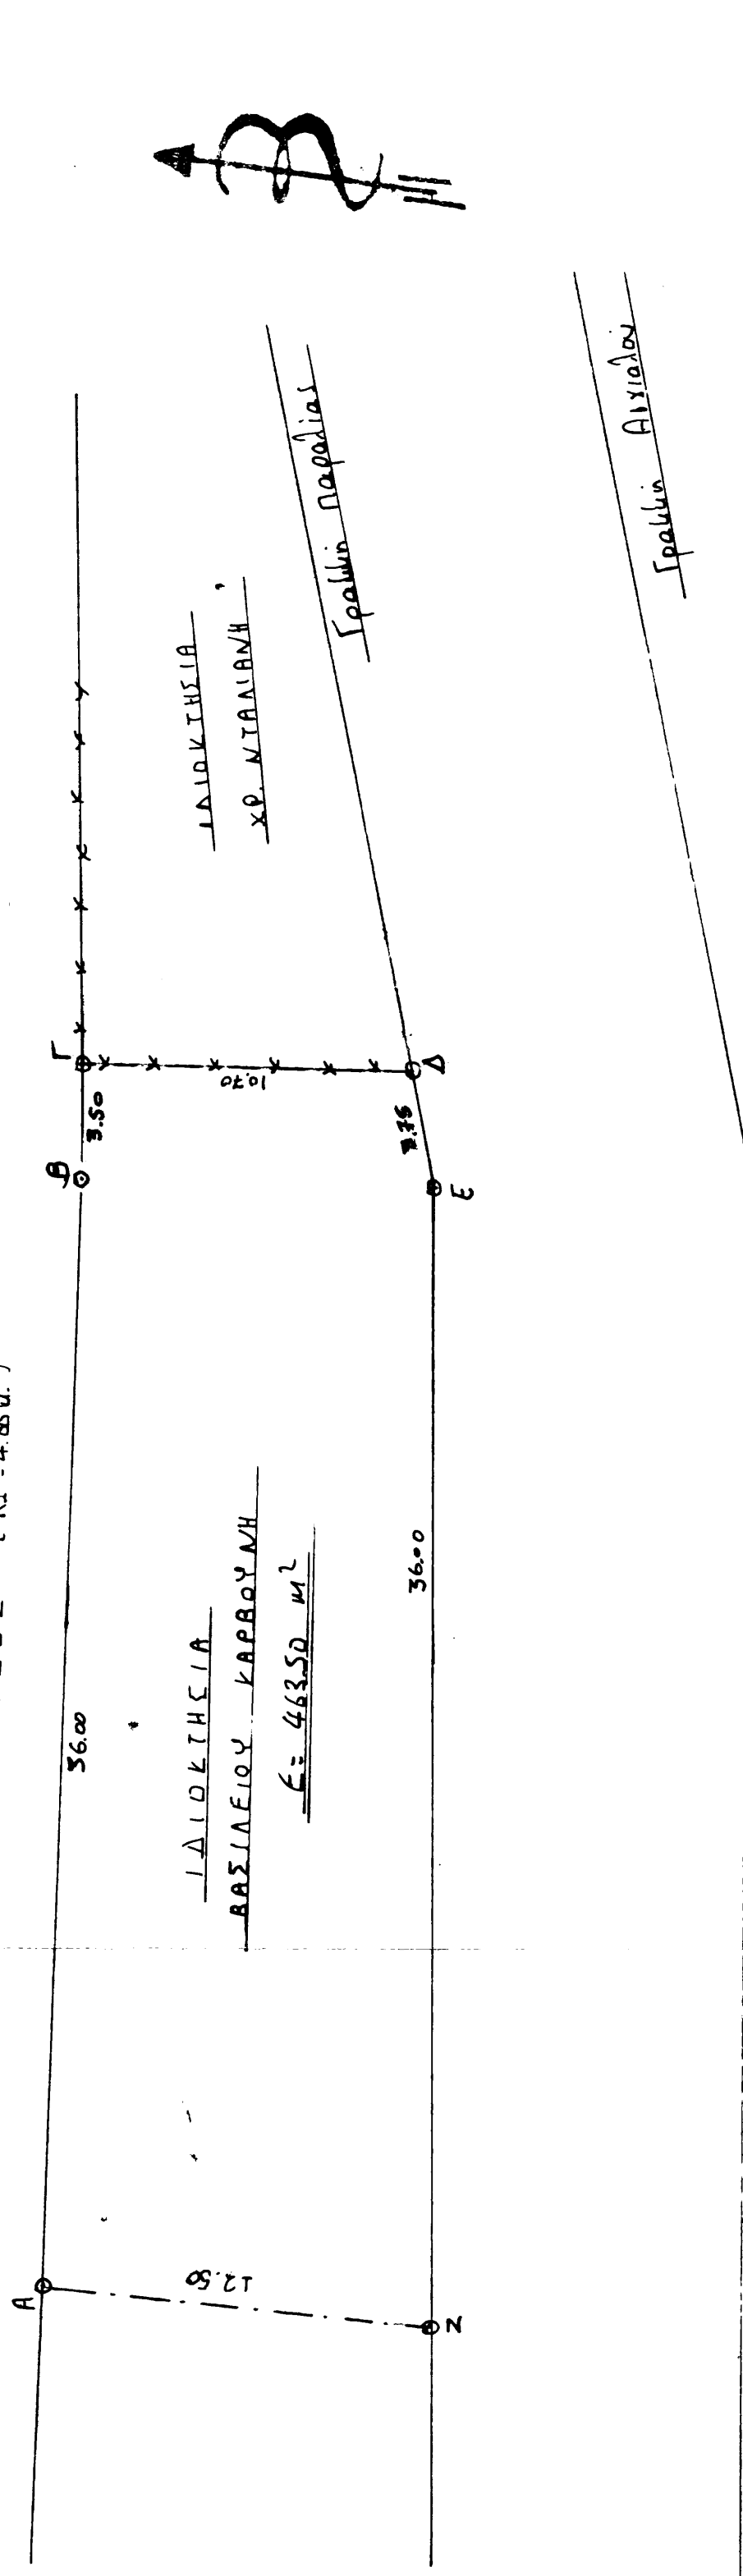 Α
36.00
Β
3.50
Γ
10.70
Δ
Ε
36.00
Ζ
12.50
ΙΔΙΟΚΤΗΣΙΑ
ΒΑΣΙΛΕΙΟΥ ΚΑΡΒΟΥΝΗ
Ε= 463.50 m²
ΙΔΙΟΚΤΗΣΙΑ
ΧΡ. ΝΤΑΛΙΑΝΗ
Γραμμή παραλίας
Γραμμή Αιγιαλού